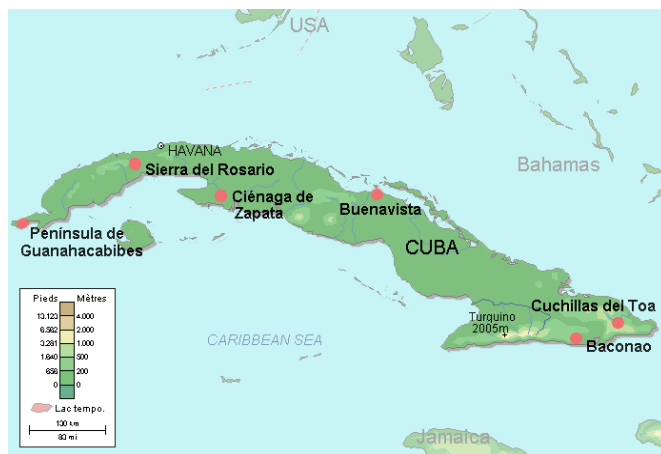 USA
HAVANA
Sierra del Rosario
Bahamas
Ciénaga de
Zapata
Buenavista
Península de
Guanahacabibes
CUBA
Pieds Mètres
13.123 4.000
6.562 2.000
3.281 1.000
1.640 500
656 200
0 0
Lac tempo.
100 km
60 mi
Cuchillas del Toa
Turquino
2005m
Baconao
CARIBBEAN SEA
Jamaica